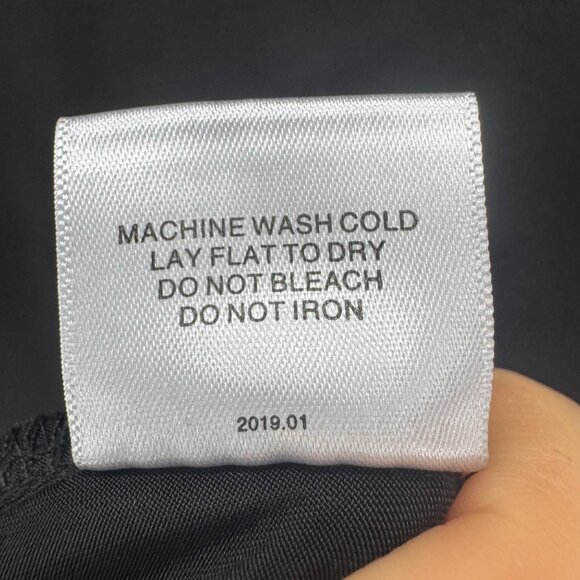 MACHINE WASH COLD
LAY FLAT TO DRY
DO NOT BLEACH
DO NOT IRON
2019.01